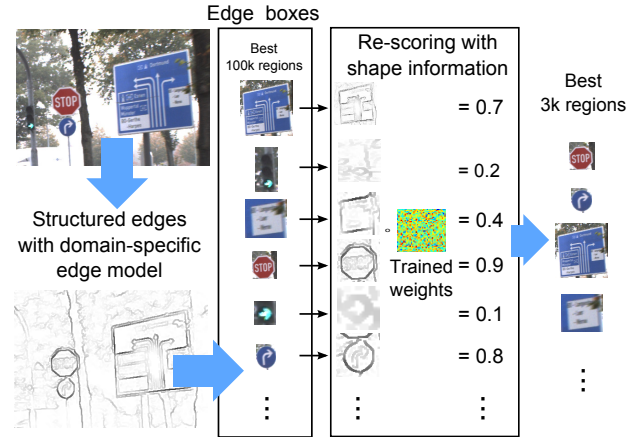 Edge boxes
Best
100k regions
Re-scoring with
shape information
Best
3k regions
STOP
Structured edges
with domain-specific
edge model
STOP
Trained
weights
= 0.7
= 0.2
= 0.4
= 0.9
= 0.1
= 0.8
STOP